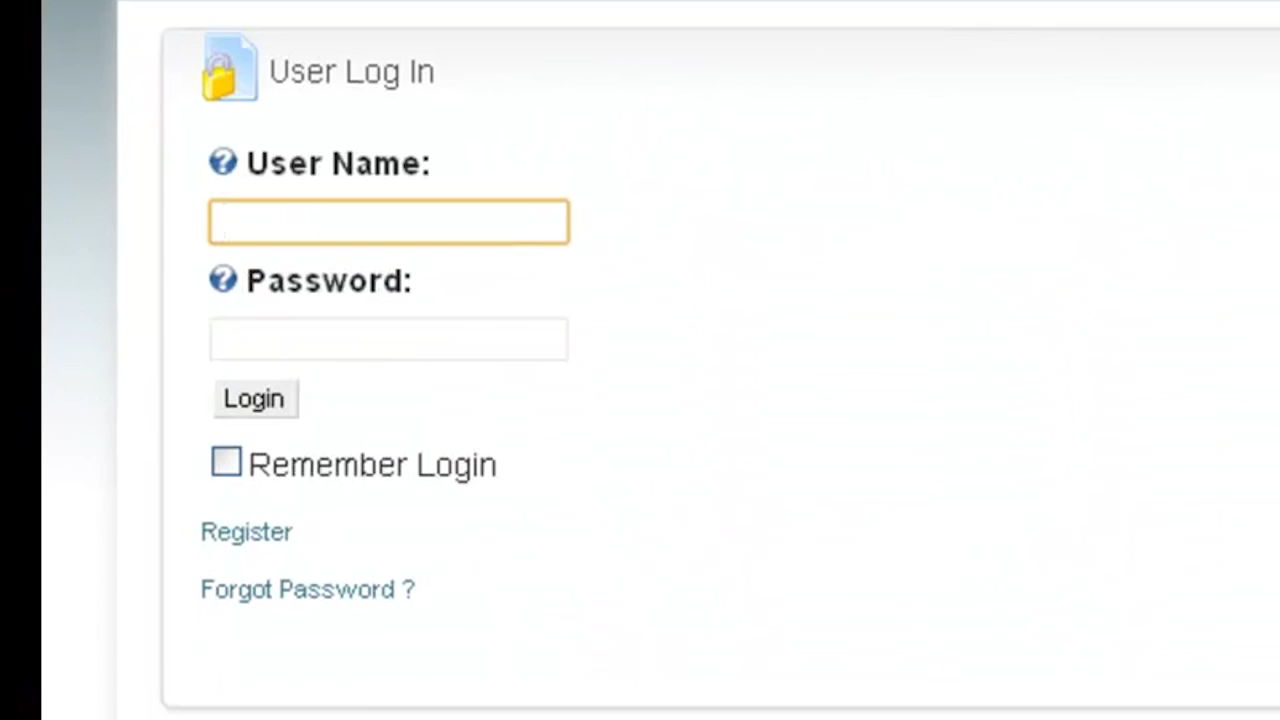 User Log In
User Name:
Password:
Login
Remember Login
Register
Forgot Password ?